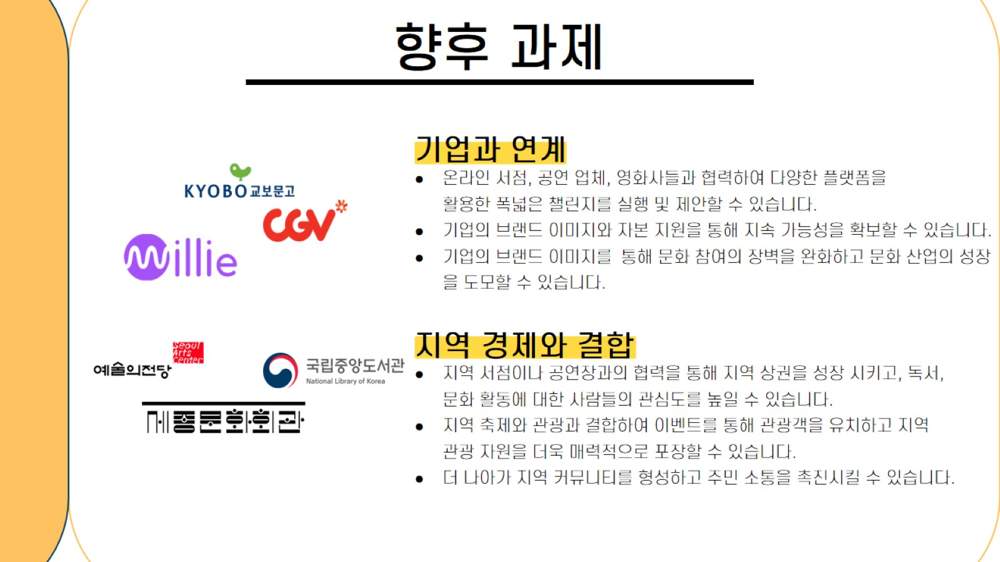 향후 과제
KYOBO 교보문고
CGV
millie
기업과 연계
● 온라인 서점, 공연 업체, 영화사들과 협력하여 다양한 플랫폼을
활용한 폭넓은 챌린지를 실행 및 제안할 수 있습니다.
● 기업의 브랜드 이미지와 자본 지원을 통해 지속 가능성을 확보할 수 있습니다.
● 기업의 브랜드 이미지를 통해 문화 참여의 장벽을 완화하고 문화 산업의 성장
을 도모할 수 있습니다.
Seoul
Arts
Center
예술의전당
국립중앙도서관
National Library of Korea
세종문화회관
지역 경제와 결합
● 지역 서점이나 공연장과의 협력을 통해 지역 상권을 성장 시키고, 독서,
문화 활동에 대한 사람들의 관심도를 높일 수 있습니다.
● 지역 축제와 관광과 결합하여 이벤트를 통해 관광객을 유치하고 지역
관광 자원을 더욱 매력적으로 포장할 수 있습니다.
● 더 나아가 지역 커뮤니티를 형성하고 주민 소통을 촉진시킬 수 있습니다.